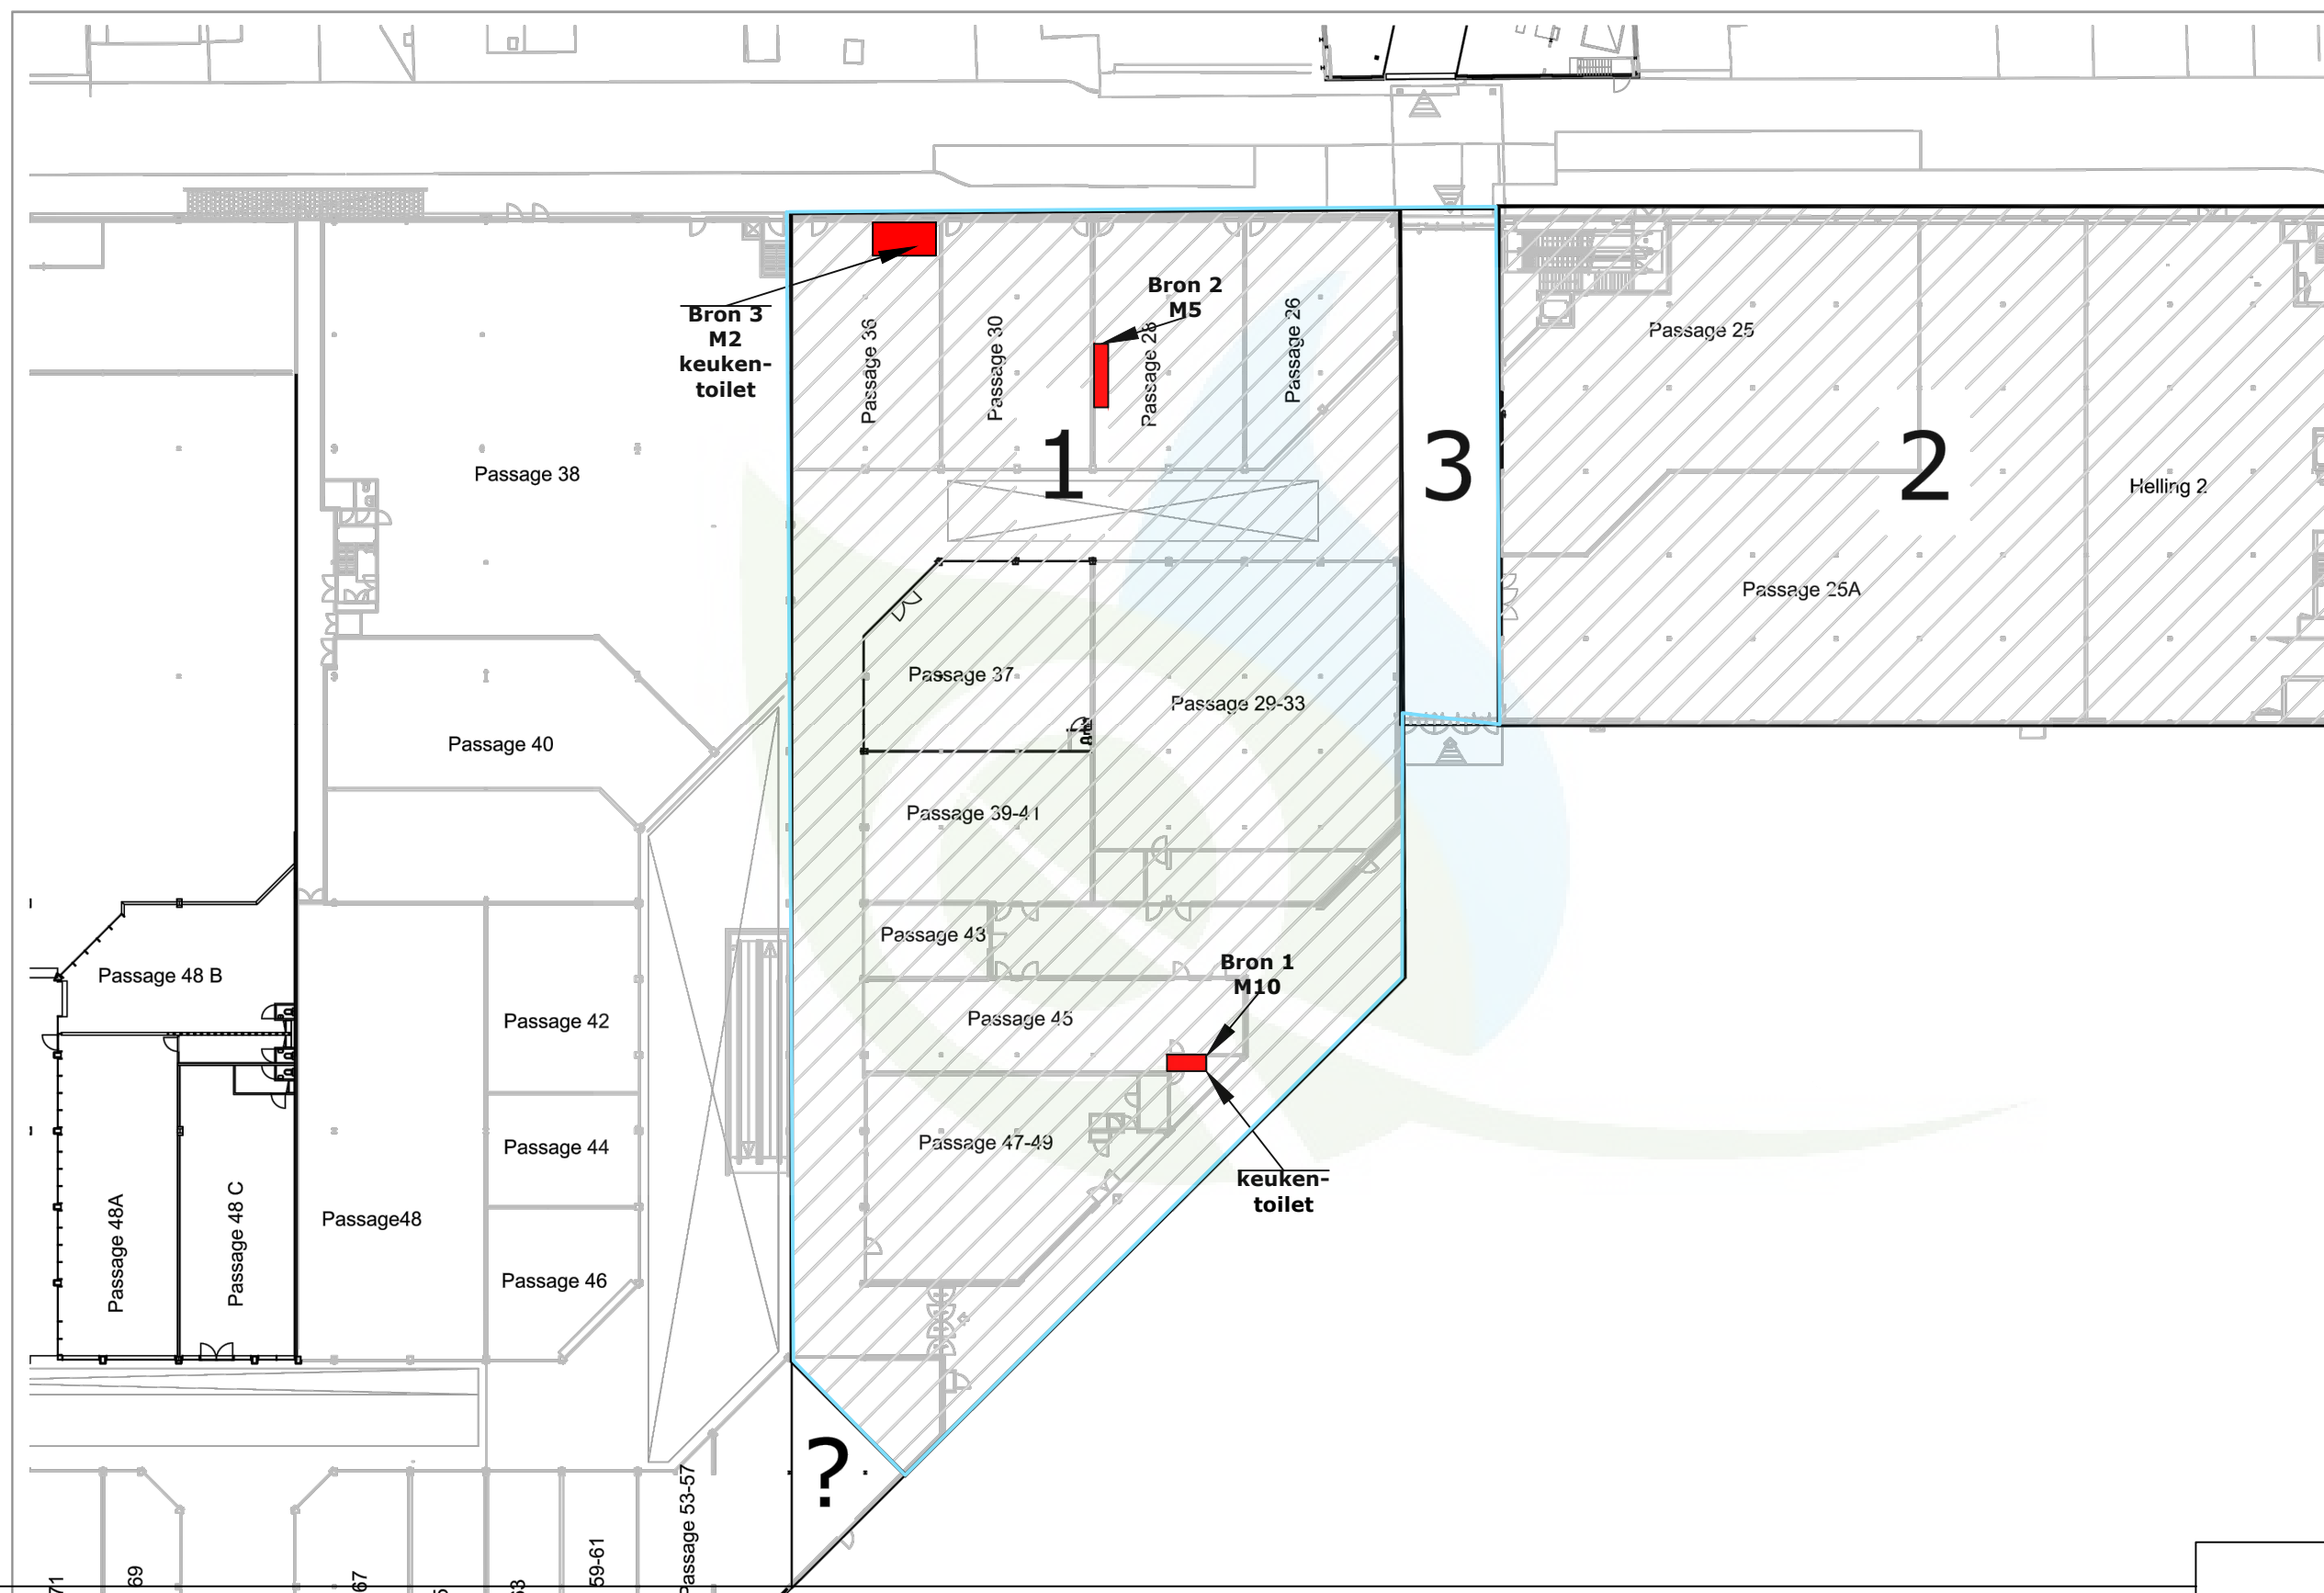 Bron 3
M2
keuken-
toilet
Bron 2
M5
Passage 36
Passage 30
Passage 28
Passage 26
Passage 25
1
3
2
Passage 38
Helling 2
Passage 25A
Passage 37
Passage 29-33
Passage 40
Passage 39-41
Passage 43
Bron 1
M10
Passage 48 B
Passage 42
Passage 45
Passage 44
Passage 47-49
keuken-
toilet
Passage 48A
Passage 48 C
Passage48
Passage 46
?
Passage 53-57
59-61
69
67
71